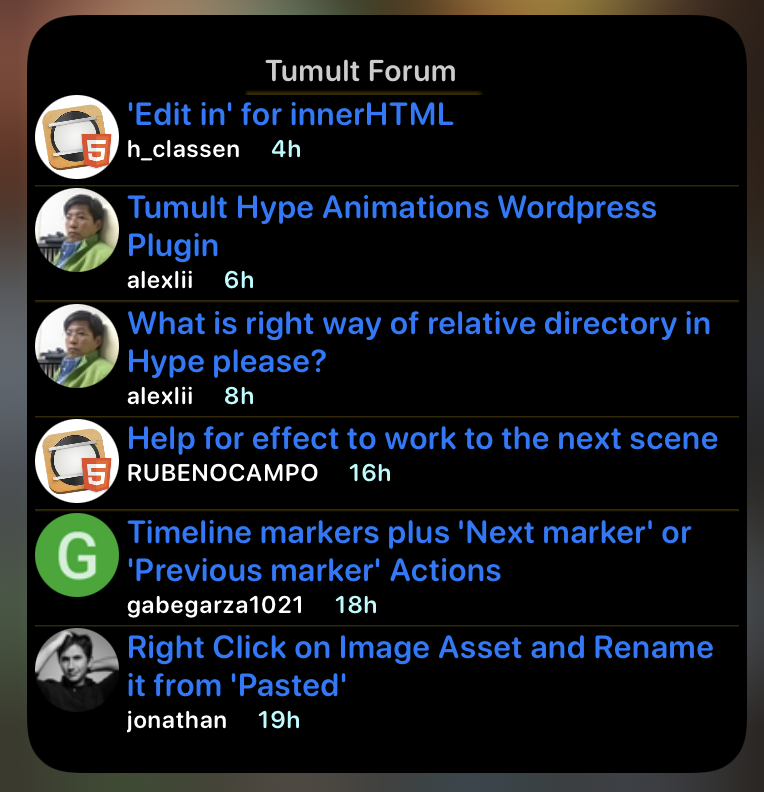 Tumult Forum
'Edit in' for innerHTML
5
h_classen 4h
Tumult Hype Animations Wordpress
Plugin
alexlii 6h
What is right way of relative directory in
Hype please?
alexlii 8h
Help for effect to work to the next scene
5
RUBENOCAMPO 16h
Timeline markers plus 'Next marker' or
G
'Previous marker' Actions
gabegarza1021 18h
Right Click on Image Asset and Rename
it from 'Pasted'
jonathan 19h